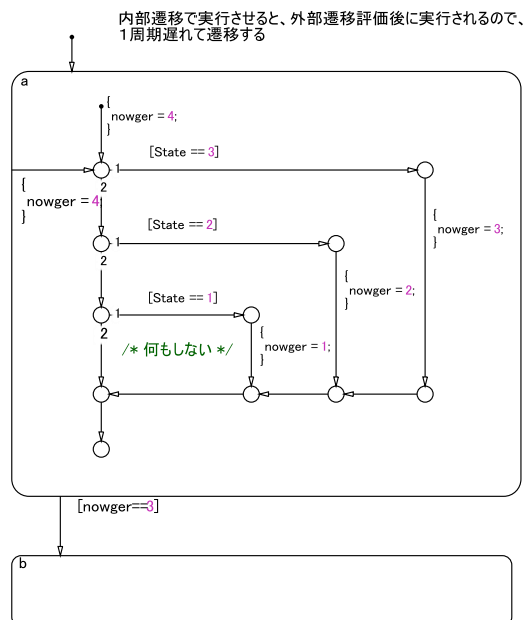 内部遷移で実行させると、外部遷移評価後に実行されるので、
１周期遅れて遷移する
a
{
nowger = 4;
}
[State == 3]
1
2
{
nowger = 4;
}
{
nowger = 3;
}
[State == 2]
1
2
{
nowger = 2;
}
[State == 1]
1
2
{
nowger = 1;
}
/* 何もしない */
[nowger==3]
b